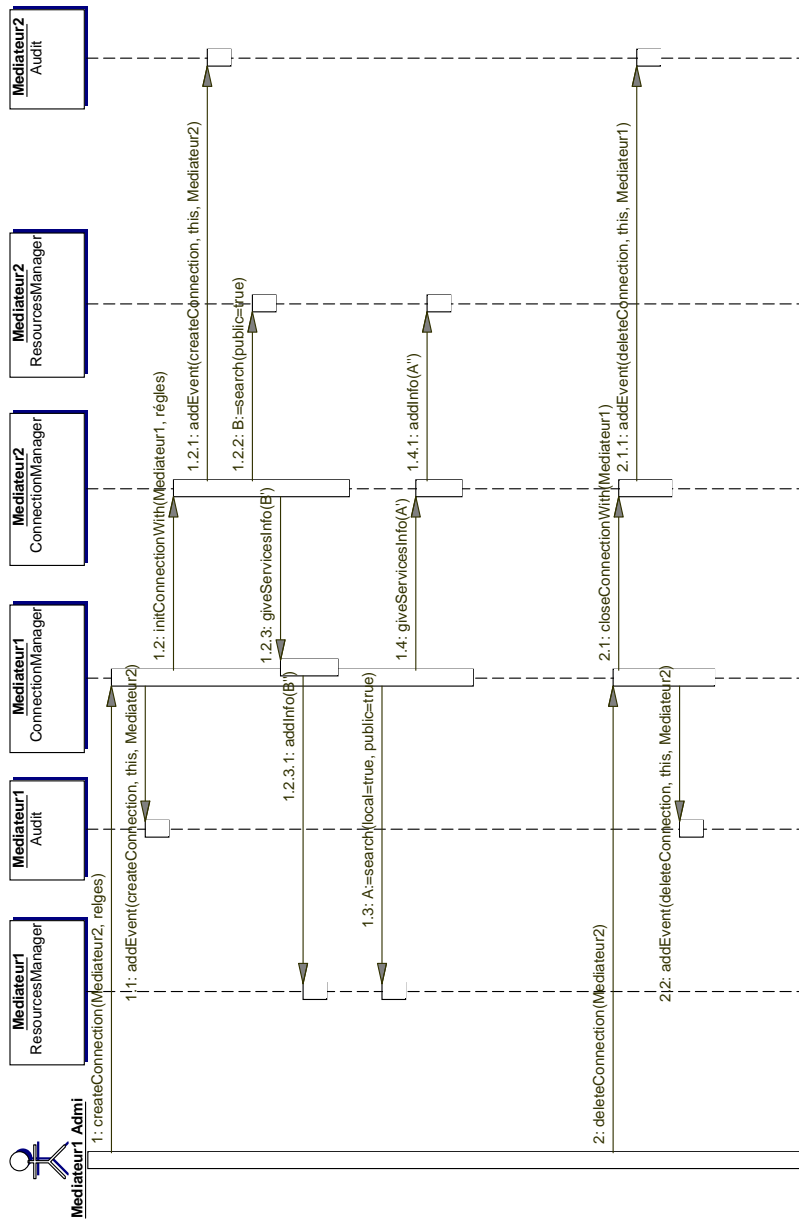 Mediateur1 Admi
Mediateur1
ResourcesManager
Mediateur1
Audit
Mediateur1
ConnectionManager
Mediateur2
ConnectionManager
Mediateur2
ResourcesManager
Mediateur2
Audit
1: createConnection(Mediateur2, relges)
1.1: addEvent(createConnection, this, Mediateur2)
1.2: initConnectionWith(Mediateur1, régles)
1.2.1: addEvent(createConnection, this, Mediateur2)
1.2.2: B:=search(public=true)
1.2.3: giveServicesInfo(B')
1.2.3.1: addInfo(B'')
1.3: A:=search(local=true, public=true)
1.4: giveServicesInfo(A')
1.4.1: addInfo(A'')
2: deleteConnection(Mediateur2)
2.1: closeConnectionWith(Mediateur1)
2.1.1: addEvent(deleteConnection, this, Mediateur1)
2.2: addEvent(deleteConnection, this, Mediateur2)